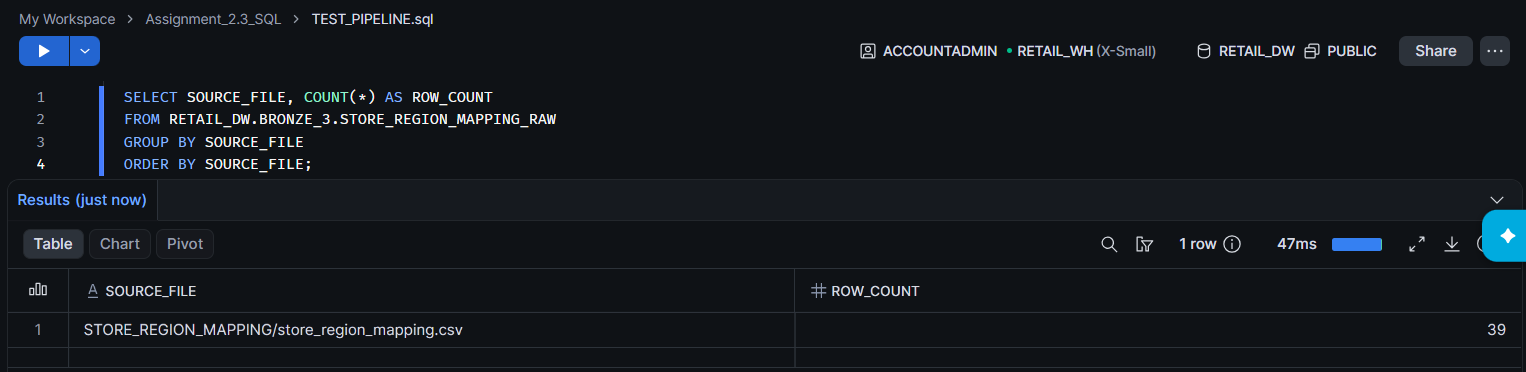 My Workspace > Assignment_2.3_SQL > TEST_PIPELINE.sql
ACCOUNTADMIN • RETAIL_WH (X-Small) RETAIL_DW PUBLIC Share ...
1 SELECT SOURCE_FILE, COUNT(*) AS ROW_COUNT
2 FROM RETAIL_DW.BRONZE_3.STORE_REGION_MAPPING_RAW
3 GROUP BY SOURCE_FILE
4 ORDER BY SOURCE_FILE;
Results (just now)
Table Chart Pivot 1 row 47ms
A SOURCE_FILE # ROW_COUNT
1 STORE_REGION_MAPPING/store_region_mapping.csv 39